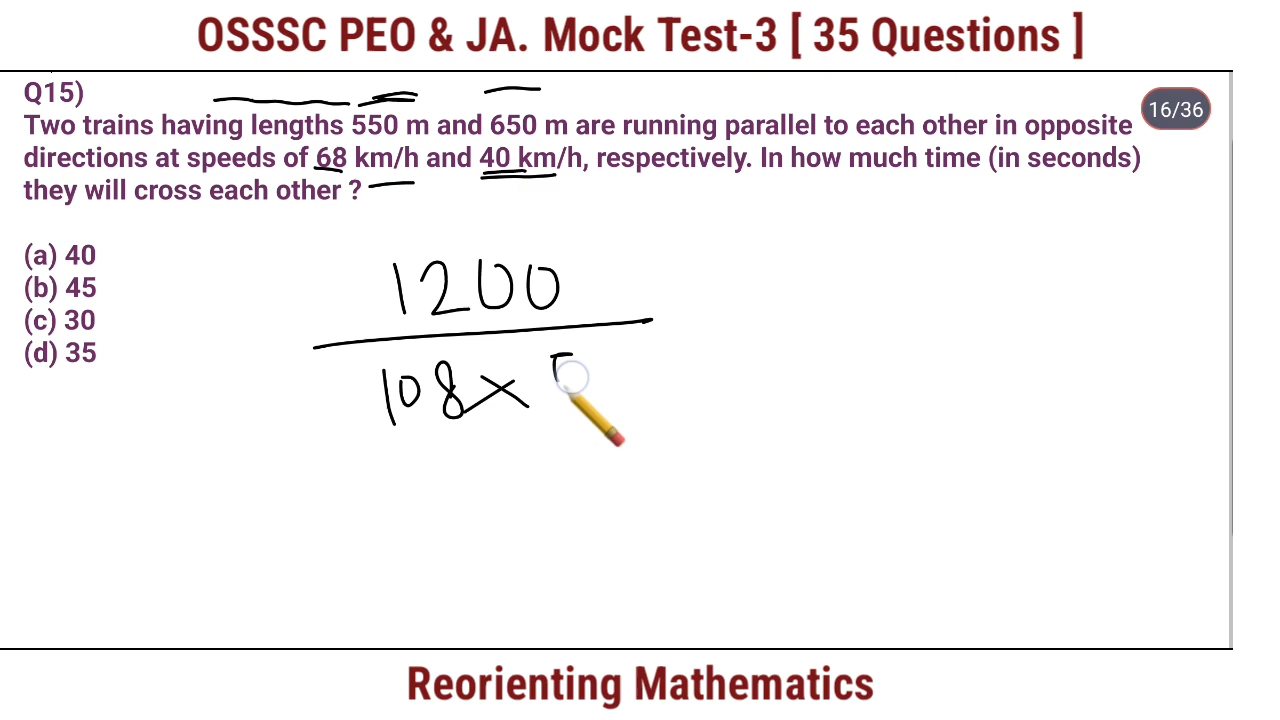 OSSSC PEO & JA. Mock Test-3 [ 35 Questions ]
Q15)
16/36
Two trains having lengths 550 m and 650 m are running parallel to each other in opposite
directions at speeds of 68 km/h and 40 km/h, respectively. In how much time (in seconds)
they will cross each other ?
(a) 40
(b) 45
(c) 30
(d) 35
1200
108×
Reorienting Mathematics